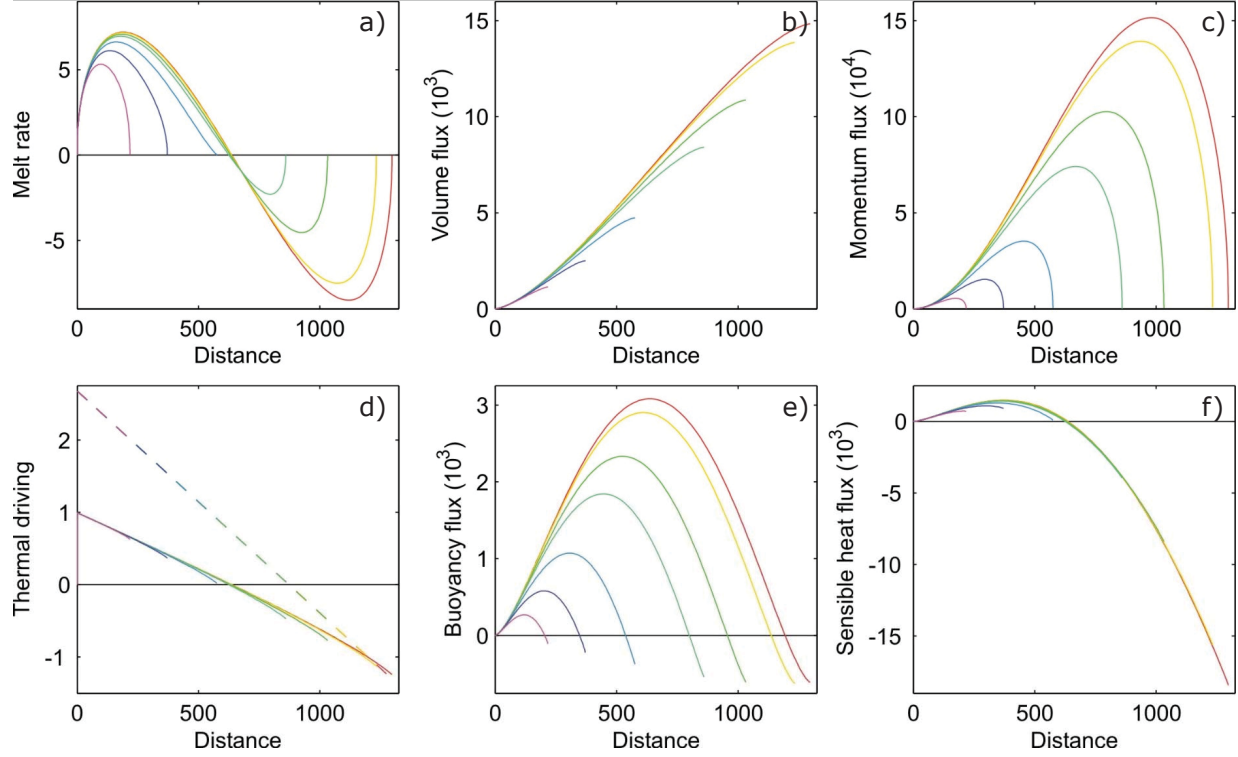 a)
5
0
-5
Melt rate
0 500 1000
Distance
b)
15
10
5
0
Volume flux (10³)
0 500 1000
Distance
c)
15
10
5
0
Momentum flux (10⁴)
0 500 1000
Distance
d)
2
1
0
-1
Thermal driving
0 500 1000
Distance
e)
3
2
1
0
Buoyancy flux (10³)
0 500 1000
Distance
f)
0
-5
-10
-15
Sensible heat flux (10³)
0 500 1000
Distance